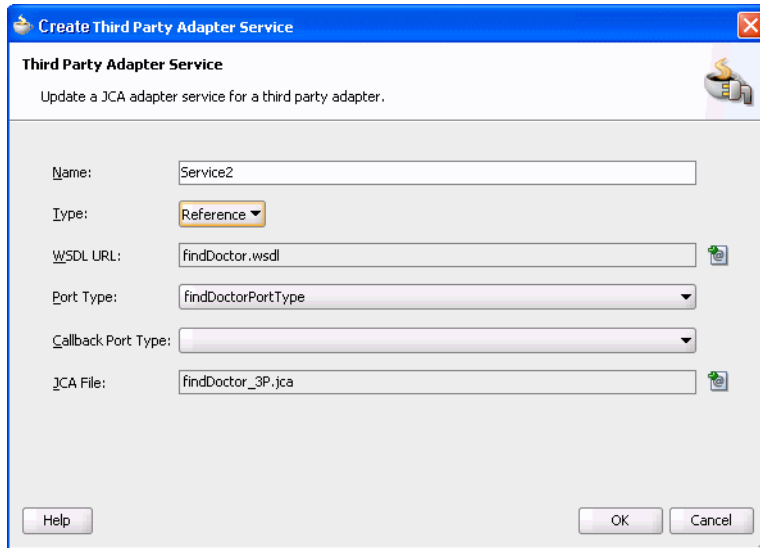 Create Third Party Adapter Service
Third Party Adapter Service
Update a JCA adapter service for a third party adapter.
Name: Service2
Type: Reference
WSDL URL: findDoctor.wsdl
Port Type: findDoctorPortType
Callback Port Type:
JCA File: findDoctor_3P.jca
Help OK Cancel